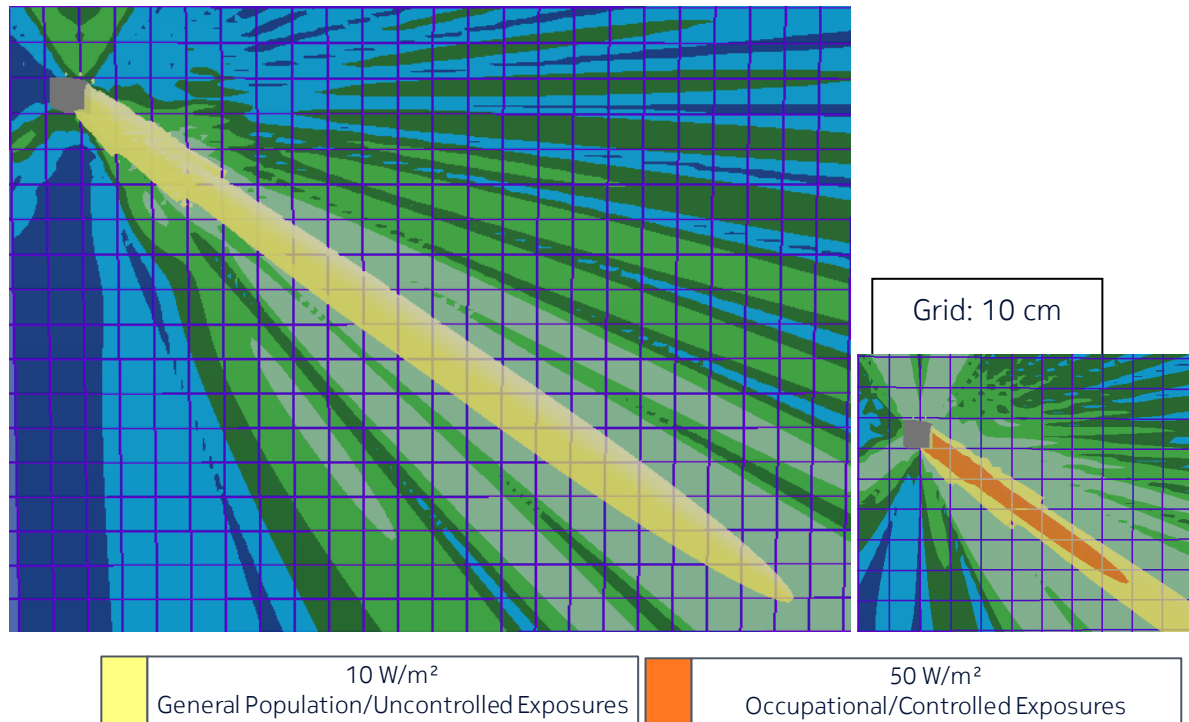 Grid: 10 cm
10 W/m²
General Population/Uncontrolled Exposures
50 W/m²
Occupational/Controlled Exposures